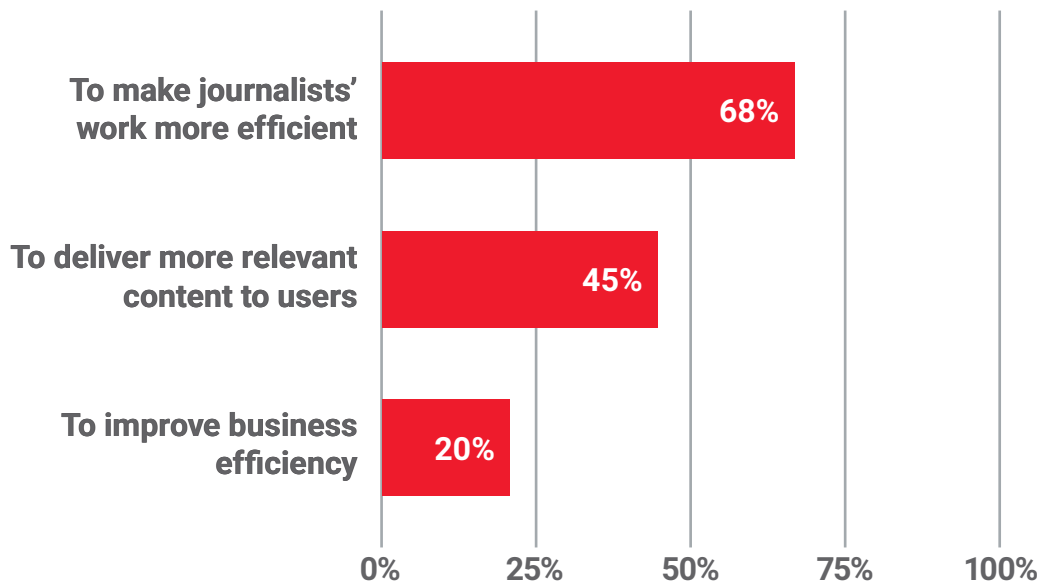 To make journalists’
work more efficient
68%
To deliver more relevant
content to users
45%
To improve business
efficiency
20%
0% 25% 50% 75% 100%